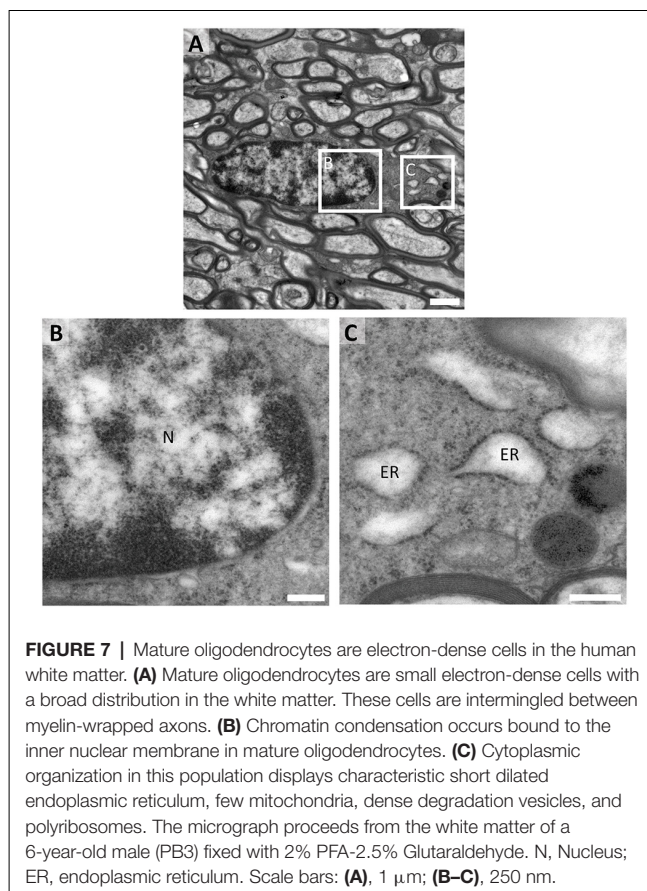 A
B
C
B
C
N
ER
ER
FIGURE 7 | Mature oligodendrocytes are electron-dense cells in the human
white matter. (A) Mature oligodendrocytes are small electron-dense cells with
a broad distribution in the white matter. These cells are intermingled between
myelin-wrapped axons. (B) Chromatin condensation occurs bound to the
inner nuclear membrane in mature oligodendrocytes. (C) Cytoplasmic
organization in this population displays characteristic short dilated
endoplasmic reticulum, few mitochondria, dense degradation vesicles, and
polyribosomes. The micrograph proceeds from the white matter of a
6-year-old male (PB3) fixed with 2% PFA-2.5% Glutaraldehyde. N, Nucleus;
ER, endoplasmic reticulum. Scale bars: (A), 1 μm; (B–C), 250 nm.